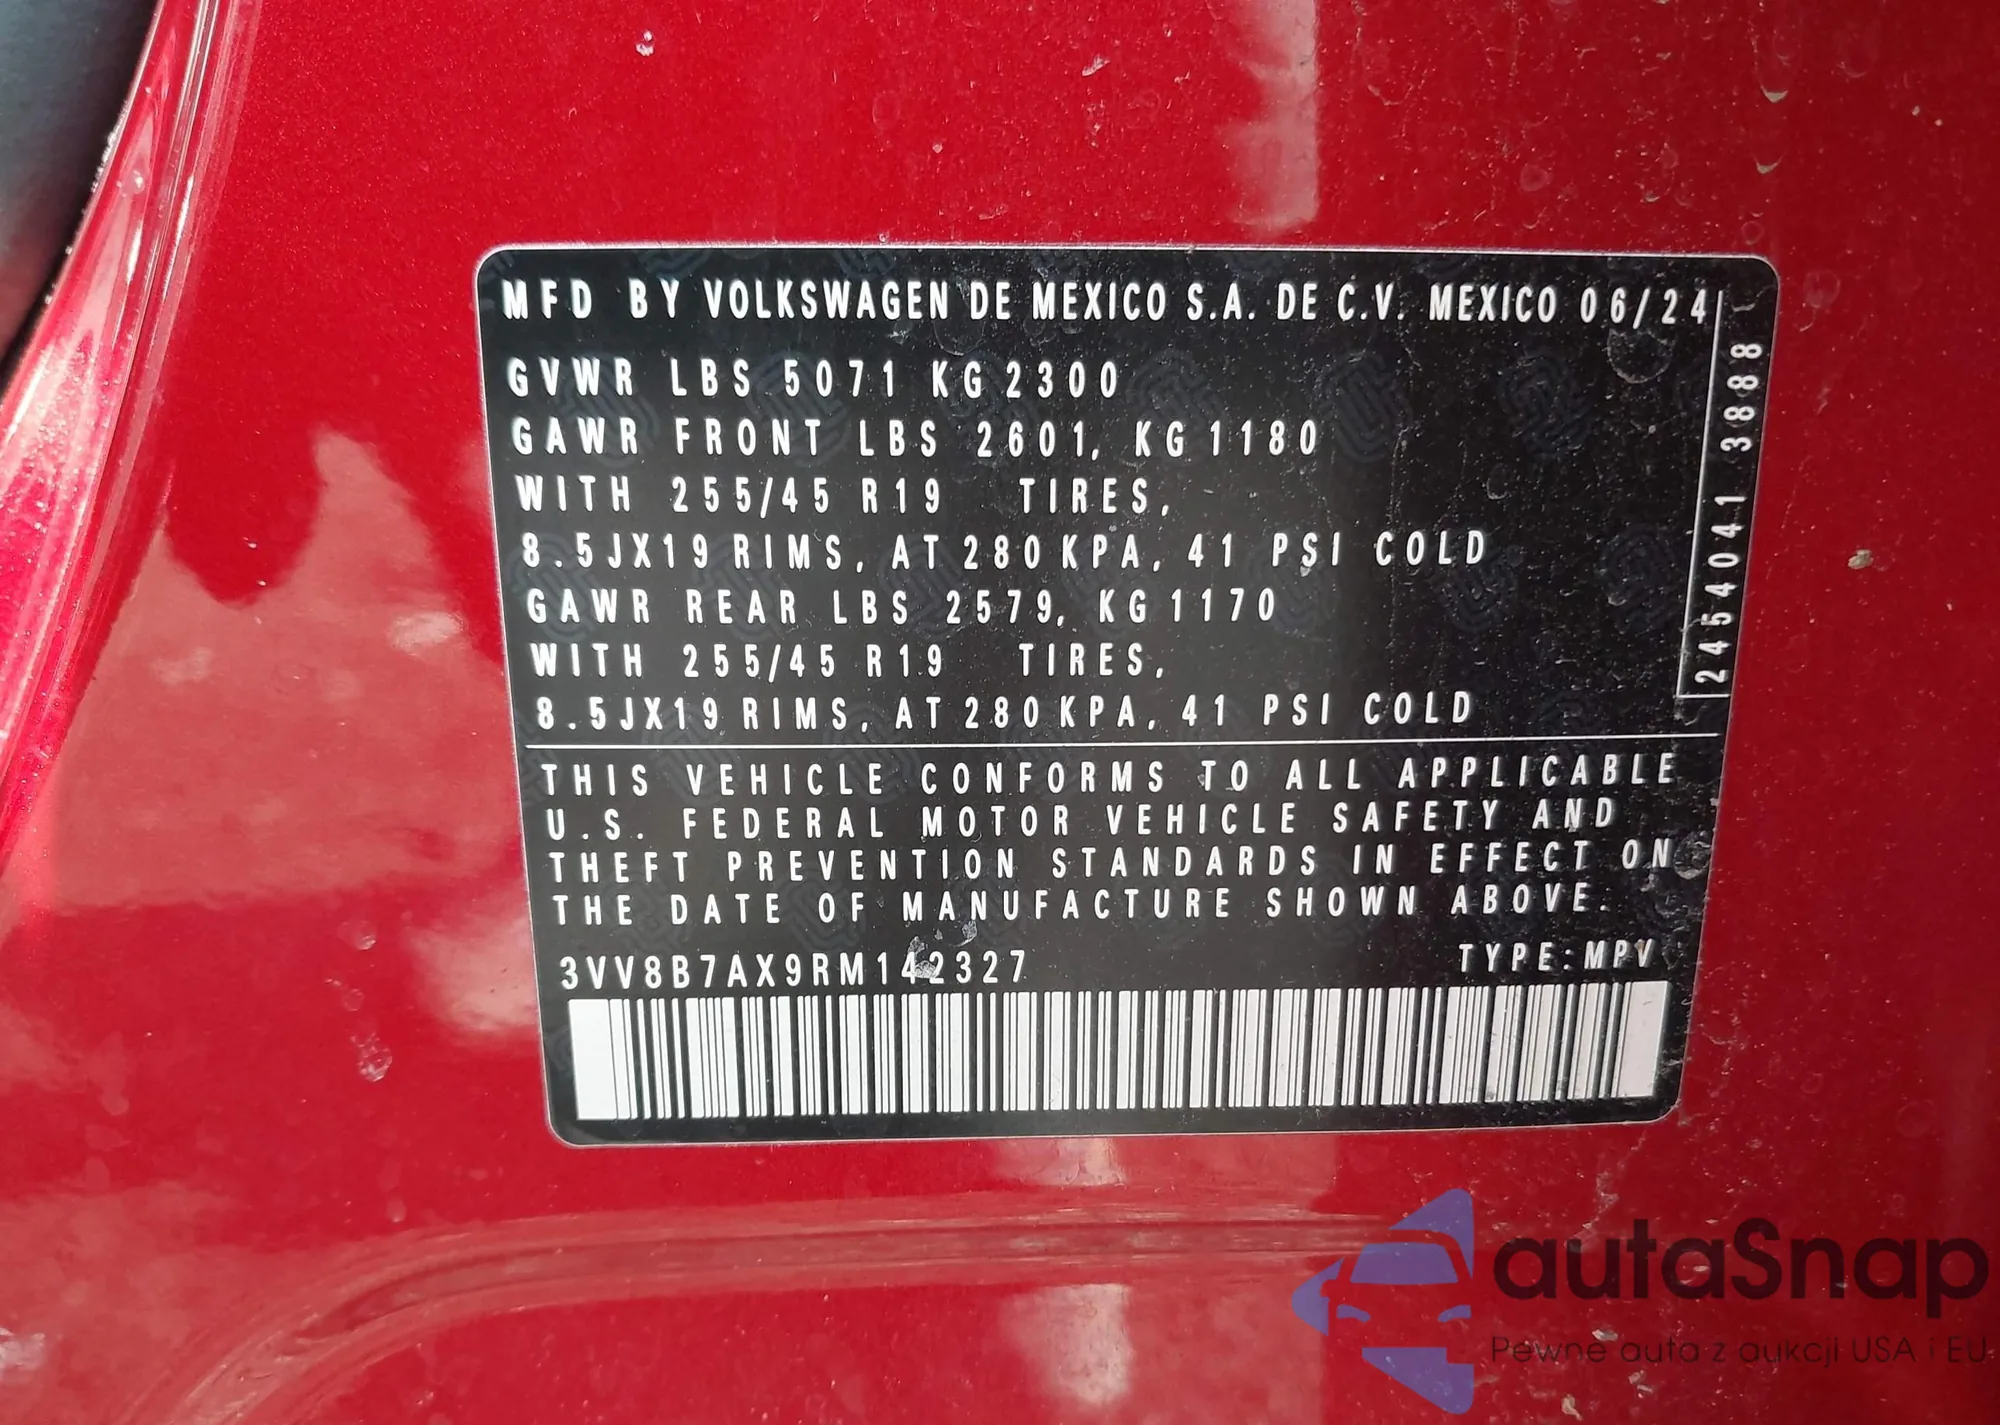 MFD BY VOLKSWAGEN DE MEXICO S.A. DE C.V. MEXICO 06/24
GVWR LBS 5071 KG 2300
GAWR FRONT LBS 2601, KG 1180
WITH 255/45 R19 TIRES,
8.5JX19 RIMS, AT 280 KPA, 41 PSI COLD
GAWR REAR LBS 2579, KG 1170
WITH 255/45 R19 TIRES,
8.5JX19 RIMS, AT 280 KPA, 41 PSI COLD
2454041 3888
THIS VEHICLE CONFORMS TO ALL APPLICABLE
U.S. FEDERAL MOTOR VEHICLE SAFETY AND
THEFT PREVENTION STANDARDS IN EFFECT ON
THE DATE OF MANUFACTURE SHOWN ABOVE.
3VV8B7AX9RM142327 TYPE:MPV
autaSnap
Pewne auta z aukcji USA i EU